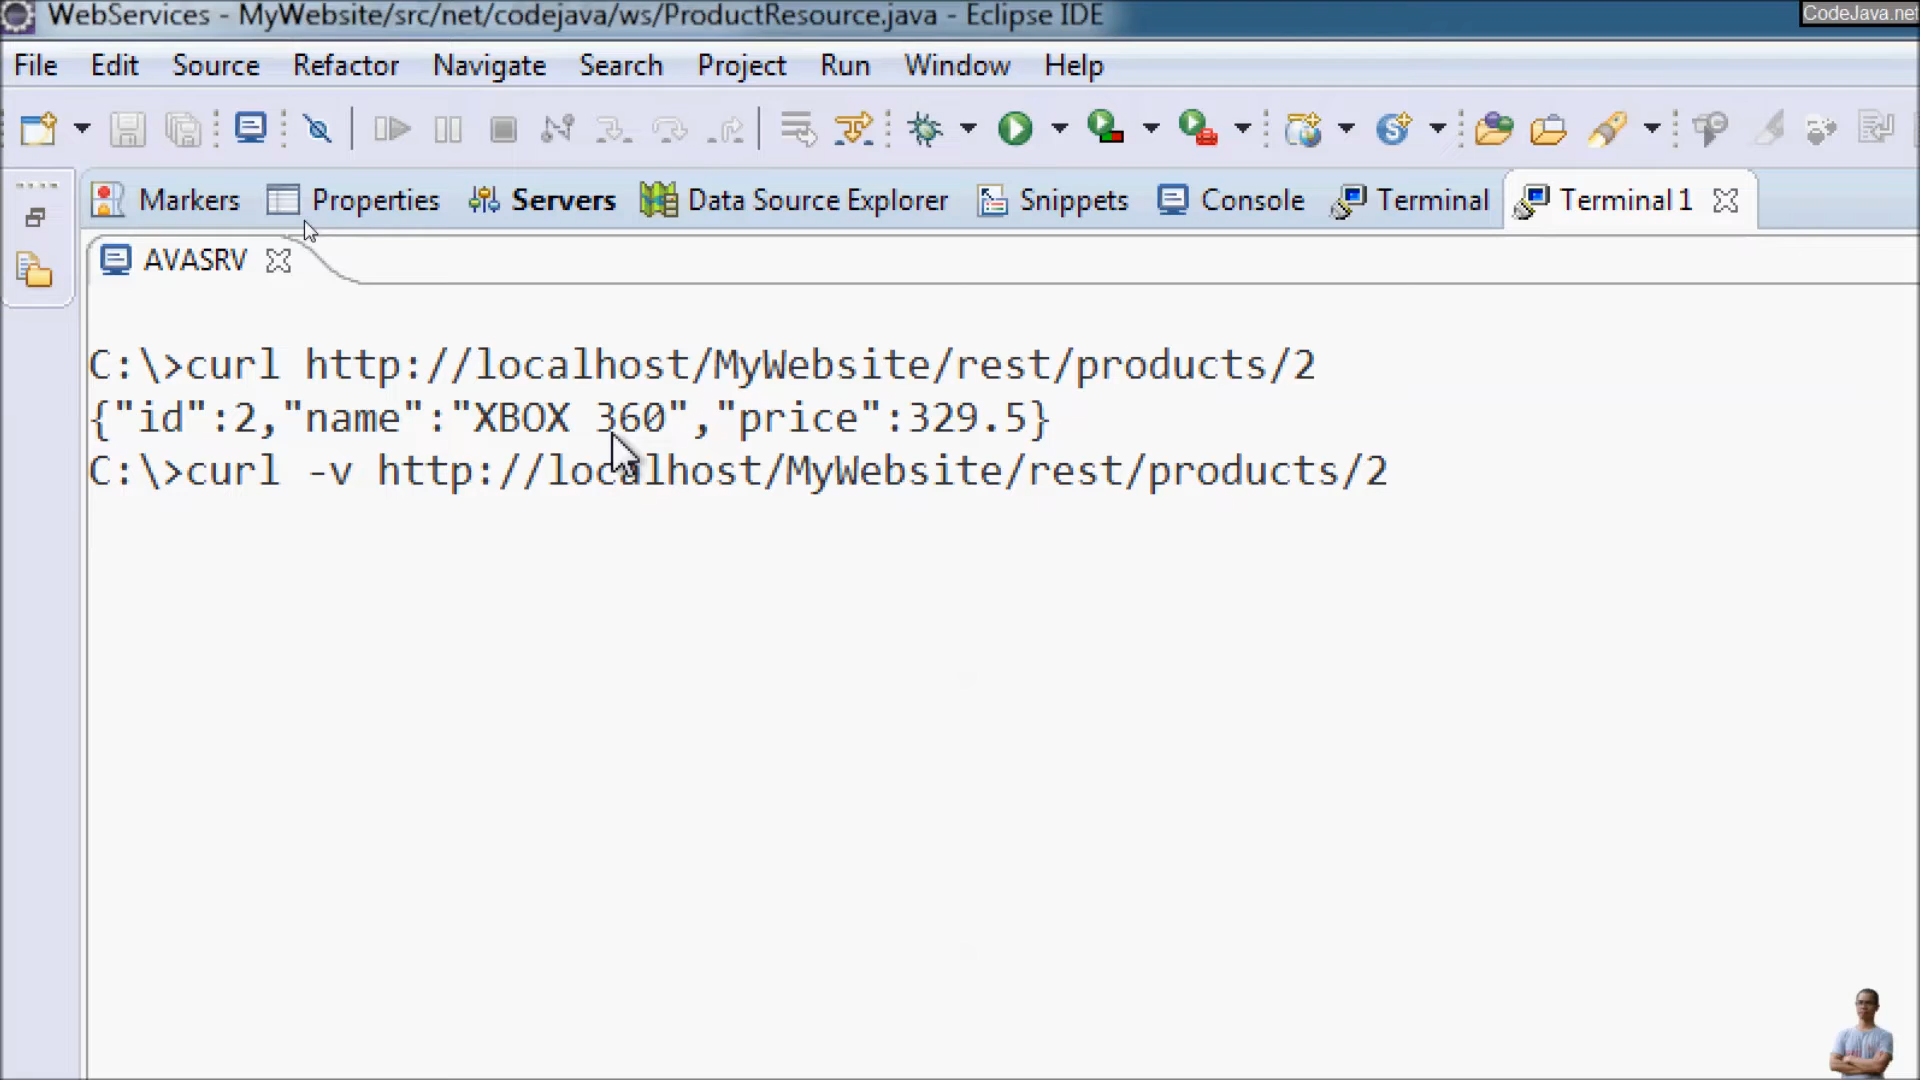 WebServices - MyWebsite/src/net/codejava/ws/ProductResource.java - Eclipse IDE
CodeJava.net
File Edit Source Refactor Navigate Search Project Run Window Help
Markers Properties Servers Data Source Explorer Snippets Console Terminal Terminal 1
AVASRV
C:\>curl http://localhost/MyWebsite/rest/products/2
{"id":2,"name":"XBOX 360","price":329.5}
C:\>curl -v http://localhost/MyWebsite/rest/products/2